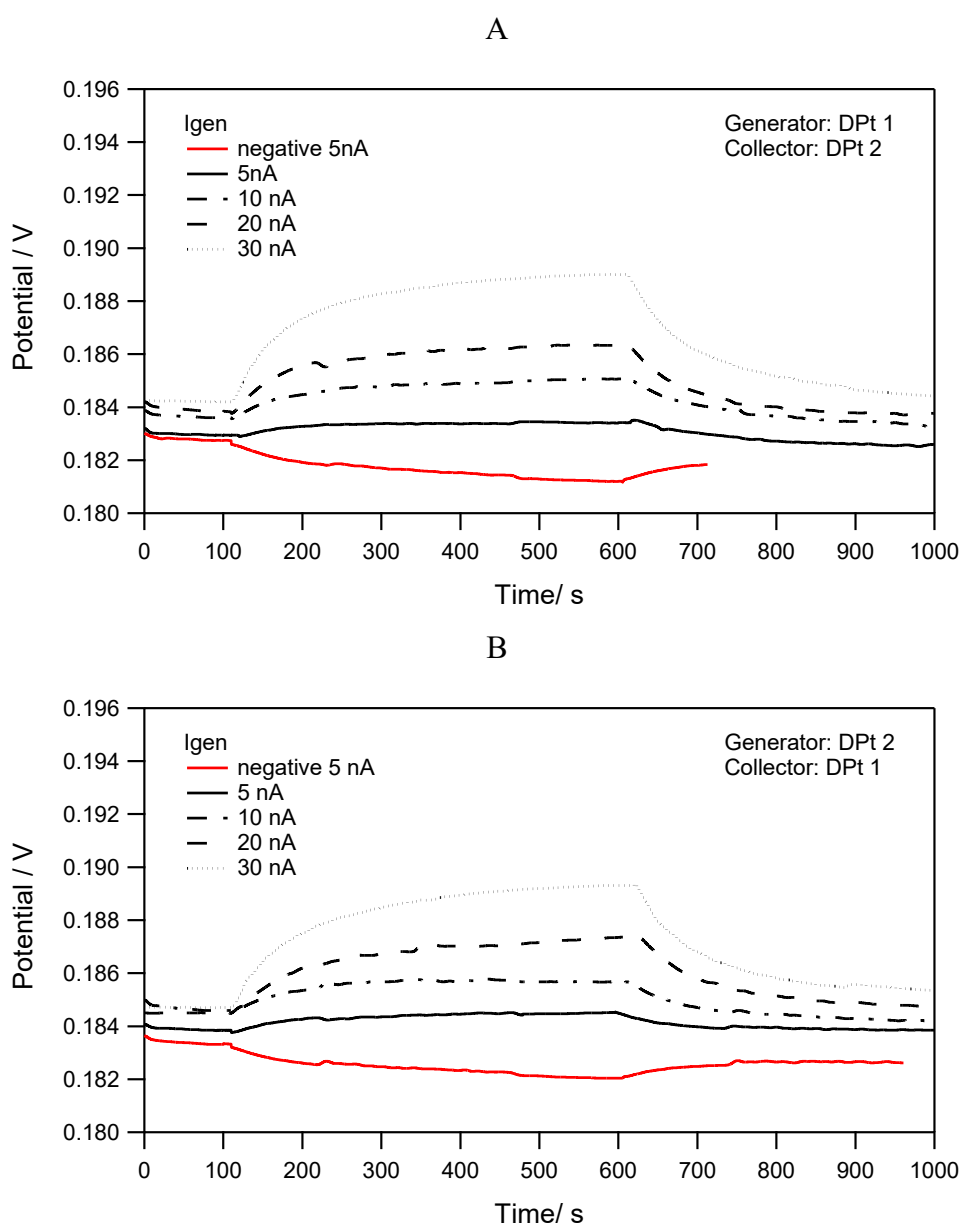 A
0.196
0.194
0.192
0.190
0.188
0.186
0.184
0.182
0.180
Potential / V
Igen
negative 5nA
5nA
10 nA
20 nA
30 nA
Generator: DPt 1
Collector: DPt 2
0 100 200 300 400 500 600 700 800 900 1000
Time/ s
B
0.196
0.194
0.192
0.190
0.188
0.186
0.184
0.182
0.180
Potential / V
Igen
negative 5 nA
5 nA
10 nA
20 nA
30 nA
Generator: DPt 2
Collector: DPt 1
0 100 200 300 400 500 600 700 800 900 1000
Time/ s